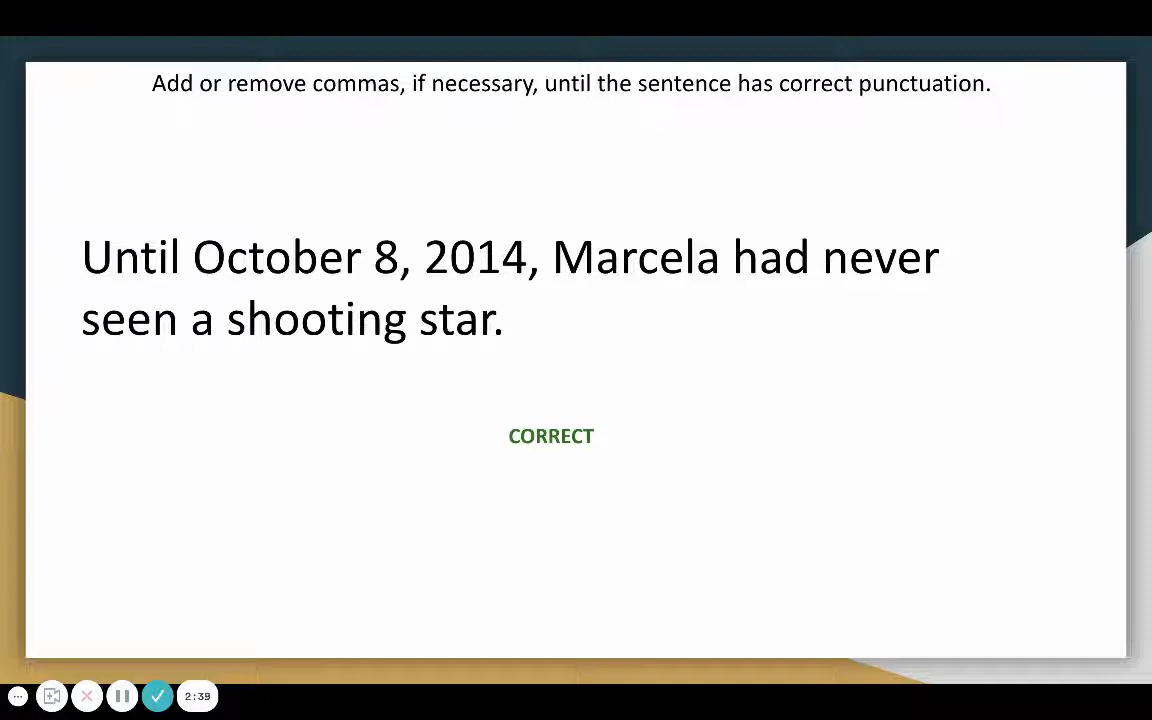 Add or remove commas, if necessary, until the sentence has correct punctuation.
Until October 8, 2014, Marcela had never
seen a shooting star.
CORRECT
2:39